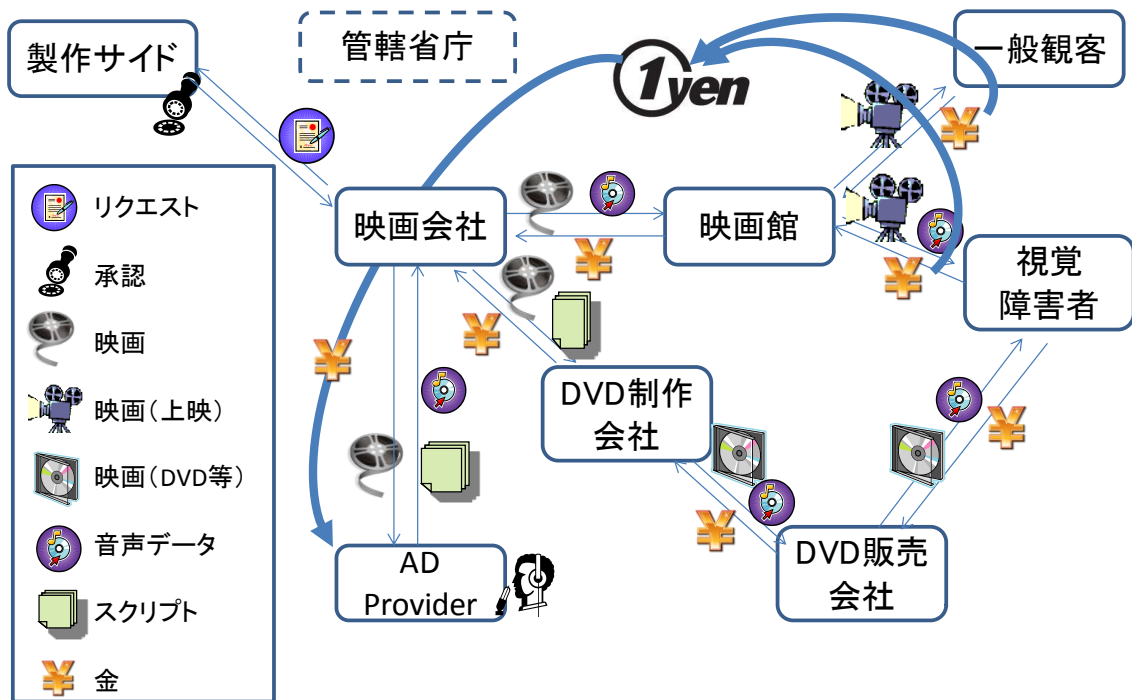 製作サイド
管轄省庁
1yen
一般観客
リクエスト
承認
映画
映画(上映)
映画(DVD等)
音声データ
スクリプト
金
映画会社
映画館
視覚
障害者
DVD制作
会社
AD
Provider
DVD販売
会社
¥
¥
¥
¥
¥
¥
¥
¥